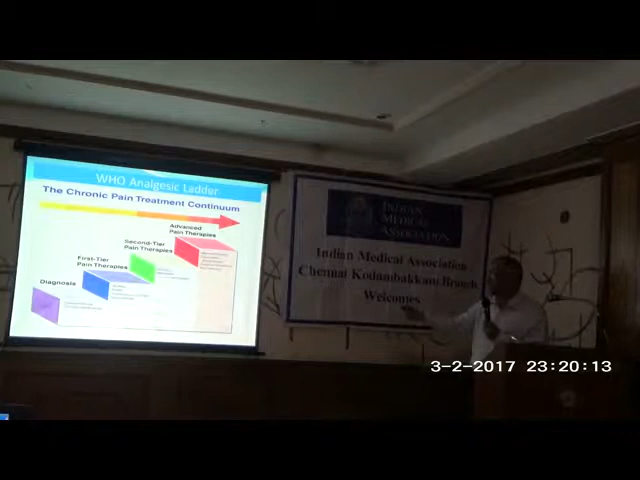 WHO Analgesic Ladder
The Chronic Pain Treatment Continuum
Advanced
Pain Therapies
Second-Tier
Pain Therapies
First-Tier
Pain Therapies
Diagnosis
INDIAN
MEDICAL
ASSOCIATION
Indian Medical Association
Chennai Kodambakkam Branch
Welcomes
3-2-2017 23:20:13